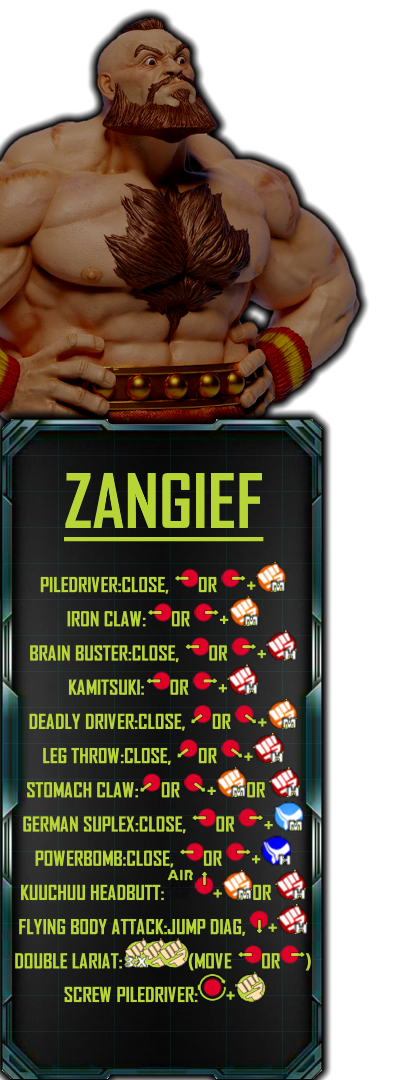 ZANGIEF
PILEDRIVER:CLOSE, OR + M
IRON CLAW: OR + M
BRAIN BUSTER:CLOSE, OR + H
KAMITSUKI: OR + H
DEADLY DRIVER:CLOSE, OR + M
LEG THROW:CLOSE, OR + H
STOMACH CLAW: OR + M OR H
GERMAN SUPLEX:CLOSE, OR + M
POWERBOMB:CLOSE, OR + H
AIR
KUUCHUU HEADBUTT: + M OR H
FLYING BODY ATTACK:JUMP DIAG, + H
DOUBLE LARIAT: 3 X (MOVE OR )
SCREW PILEDRIVER: +